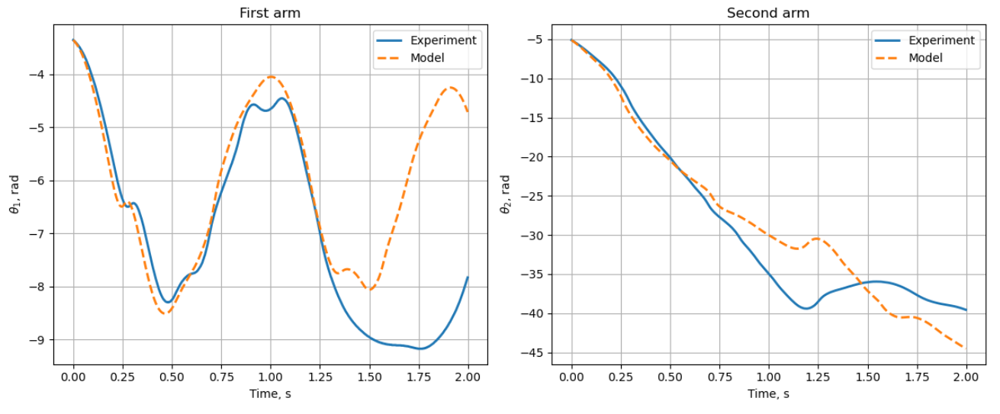 First arm
Experiment
Model
−4
−5
−6
−7
−8
−9
θ1, rad
0.00 0.25 0.50 0.75 1.00 1.25 1.50 1.75 2.00
Time, s
Second arm
Experiment
Model
−5
−10
−15
−20
−25
−30
−35
−40
−45
θ2, rad
0.00 0.25 0.50 0.75 1.00 1.25 1.50 1.75 2.00
Time, s